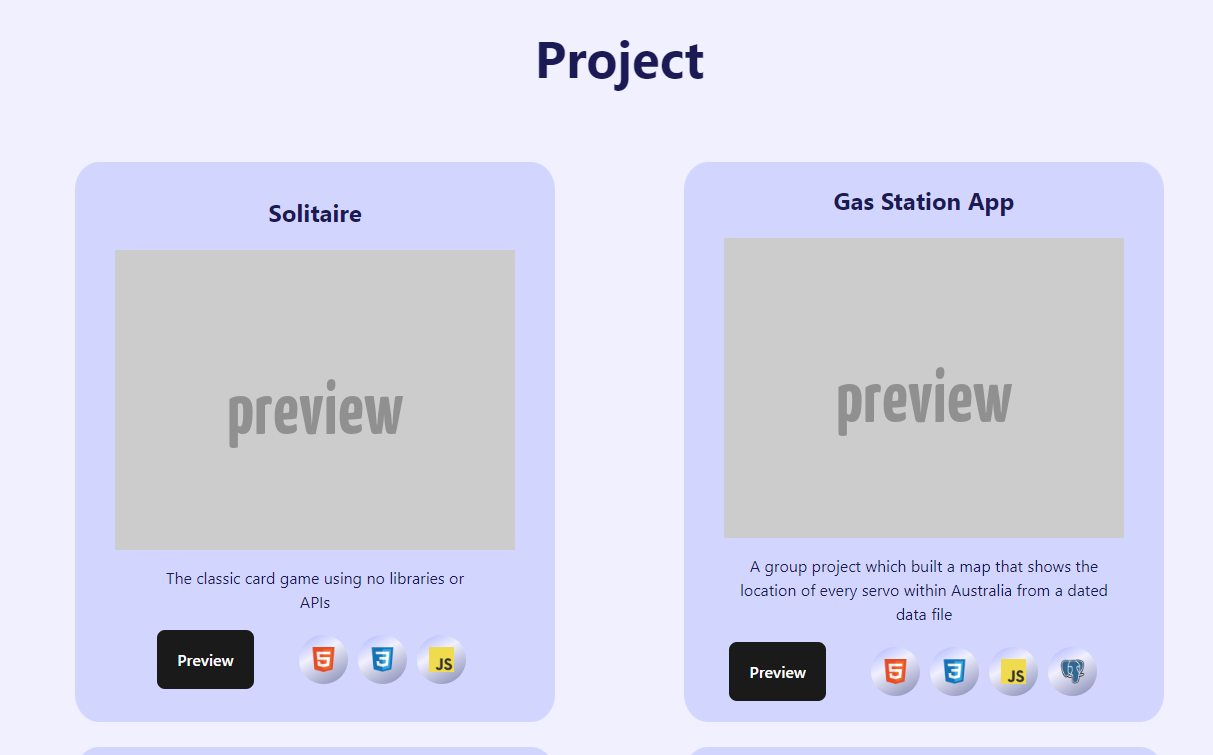 Project
Solitaire
preview
The classic card game using no libraries or
APIs
Preview
5
3
JS
Gas Station App
preview
A group project which built a map that shows the
location of every servo within Australia from a dated
data file
Preview
5
3
JS